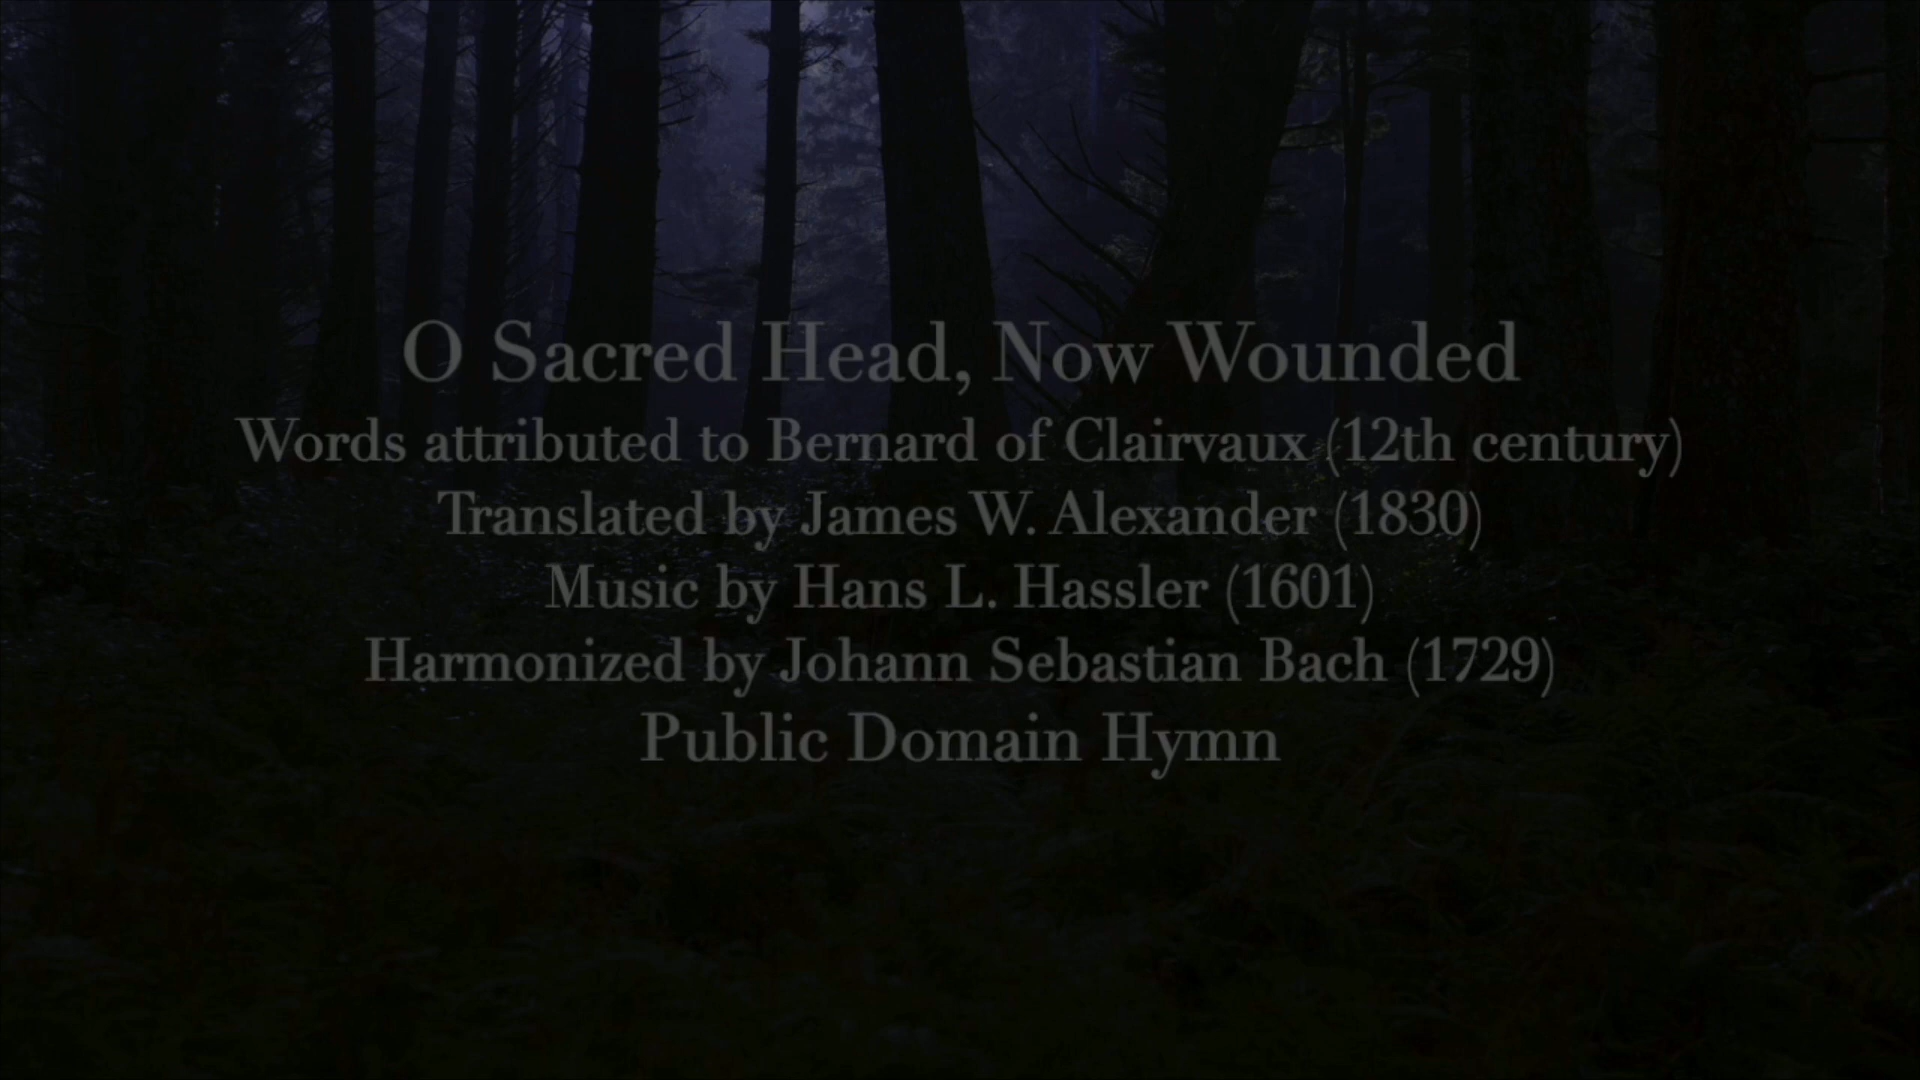 O Sacred Head, Now Wounded
Words attributed to Bernard of Clairvaux (12th century)
Translated by James W. Alexander (1830)
Music by Hans L. Hassler (1601)
Harmonized by Johann Sebastian Bach (1729)
Public Domain Hymn